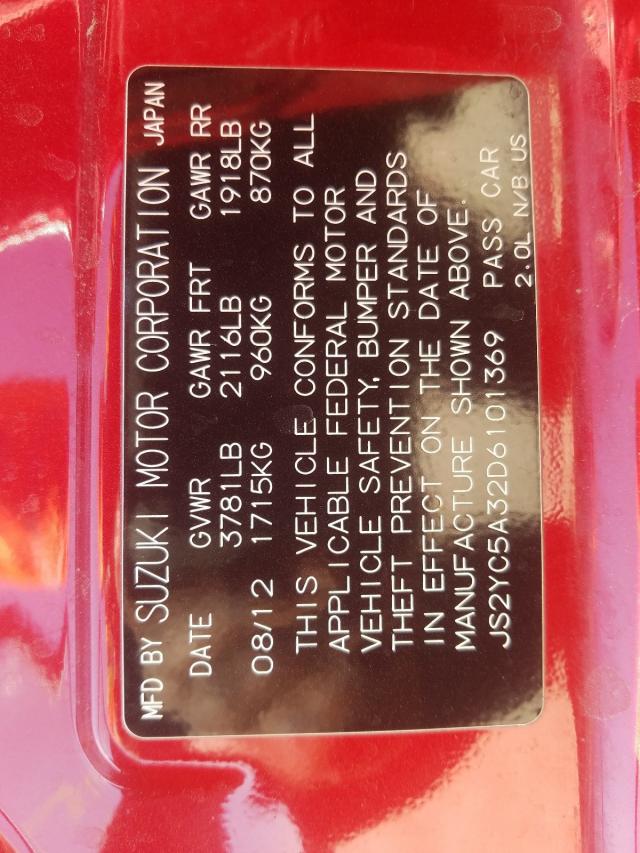 MFD BY SUZUKI MOTOR CORPORATION JAPAN
DATE GVWR GAWR FRT GAWR RR
3781LB 2116LB 1918LB
08/12 1715KG 960KG 870KG
THIS VEHICLE CONFORMS TO ALL
APPLICABLE FEDERAL MOTOR
VEHICLE SAFETY, BUMPER AND
THEFT PREVENTION STANDARDS
IN EFFECT ON THE DATE OF
MANUFACTURE SHOWN ABOVE.
JS2YC5A32D6101369 PASS CAR
2.0L N/B US